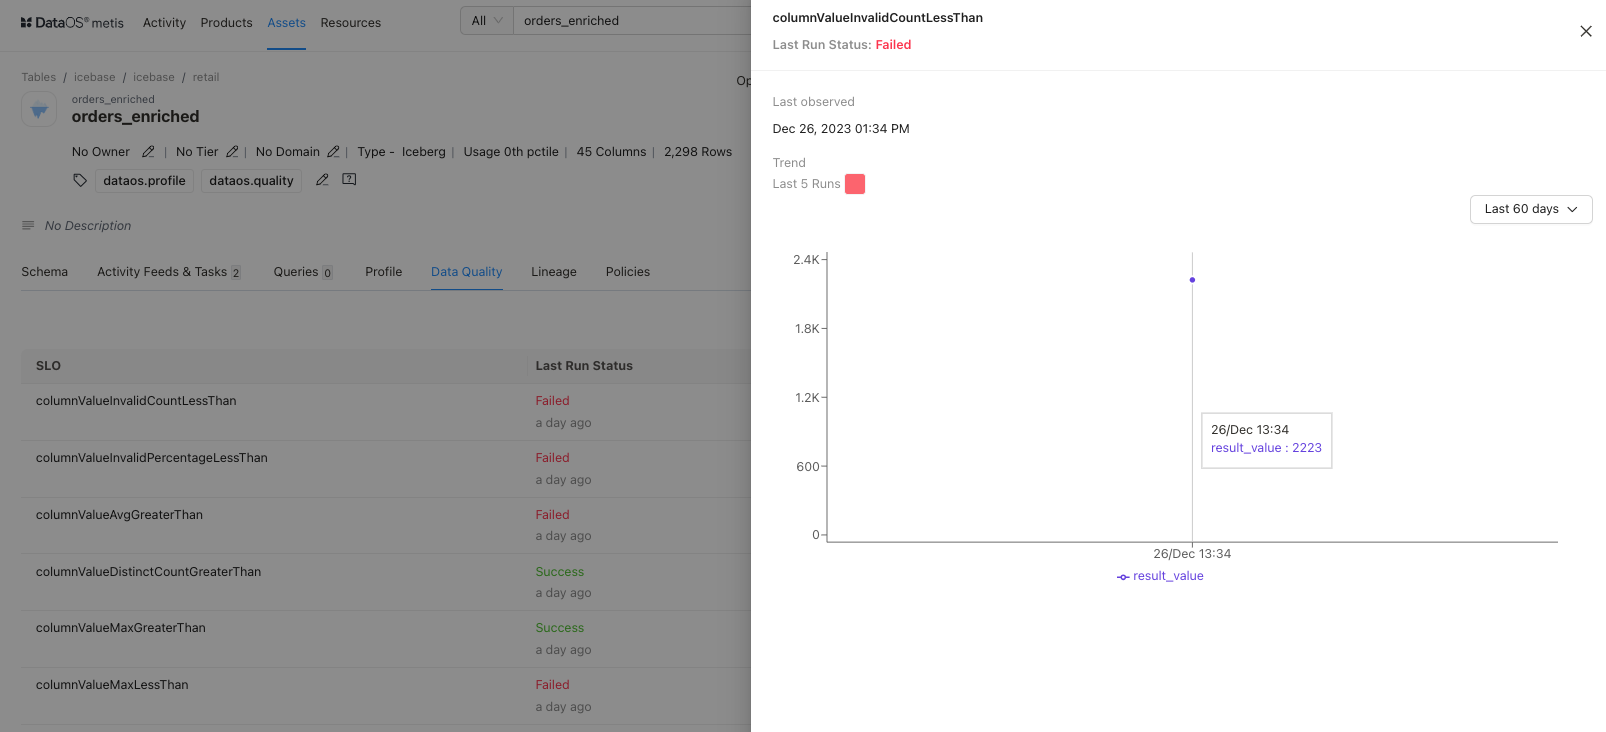 DataOS® metis Activity Products Assets Resources All orders_enriched
Tables / icebase / icebase / retail
Op
orders_enriched
orders_enriched
No Owner | No Tier | No Domain | Type - Iceberg | Usage 0th pctile | 45 Columns | 2,298 Rows
dataos.profile dataos.quality
No Description
Schema Activity Feeds & Tasks 2 Queries 0 Profile Data Quality Lineage Policies
SLO Last Run Status
columnValueInvalidCountLessThan Failed
a day ago
columnValueInvalidPercentageLessThan Failed
a day ago
columnValueAvgGreaterThan Failed
a day ago
columnValueDistinctCountGreaterThan Success
a day ago
columnValueMaxGreaterThan Success
a day ago
columnValueMaxLessThan Failed
a day ago
columnValueInvalidCountLessThan
Last Run Status: Failed
Last observed
Dec 26, 2023 01:34 PM
Trend
Last 5 Runs
Last 60 days
2.4K
1.8K
1.2K
600
0
26/Dec 13:34
result_value : 2223
26/Dec 13:34
result_value